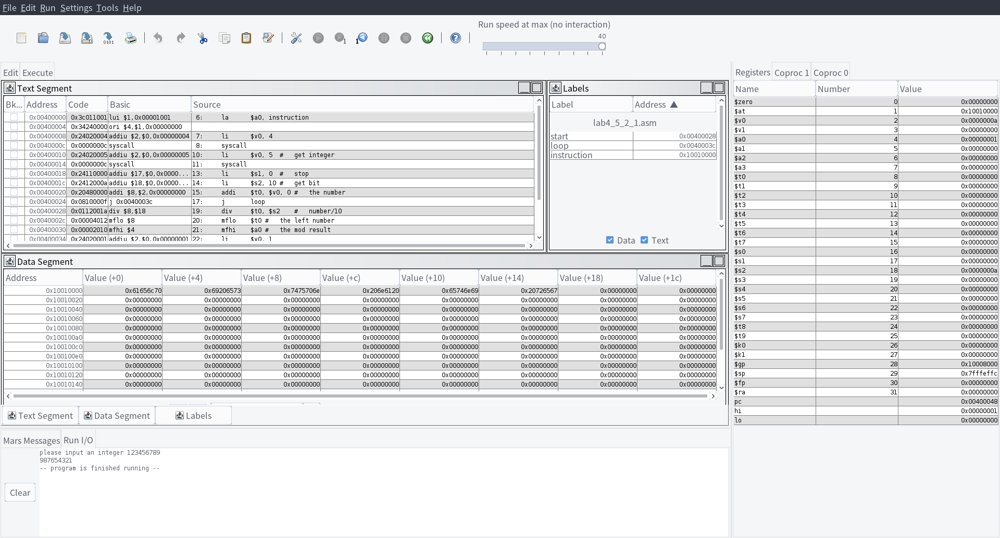 File Edit Run Settings Tools Help
Run speed at max (no interaction)
40
0101
1
1
Edit Execute
Text Segment
Bk... Address Code Basic Source
0x00400000 0x3c011001 lui $1,0x00001001 6: la $a0, instruction
0x00400004 0x34240000 ori $4,$1,0x00000000
0x00400008 0x24020004 addiu $2,$0,0x00000004 7: li $v0, 4
0x0040000c 0x0000000c syscall 8: syscall
0x00400010 0x24020005 addiu $2,$0,0x00000005 10: li $v0, 5 # get integer
0x00400014 0x0000000c syscall 11: syscall
0x00400018 0x24110000 addiu $17,$0,0x0000... 13: li $s1, 0 # stop
0x0040001c 0x2412000a addiu $18,$0,0x0000... 14: li $s2, 10 # get bit
0x00400020 0x20480000 addi $8,$2,0x00000000 15: addi $t0, $v0, 0 # the number
0x00400024 0x0810000f j 0x0040003c 17: j loop
0x00400028 0x0112001a div $8,$18 19: div $t0, $s2 # number/10
0x0040002c 0x00004012 mflo $8 20: mflo $t0 # the left number
0x00400030 0x00002010 mfhi $4 21: mfhi $a0 # the mod result
0x00400034 0x24020001 addiu $2,$0,0x00000001 22: li $v0, 1
Labels
Label Address ▲
lab4_5_2_1.asm
start 0x00400028
loop 0x0040003c
instruction 0x10010000
Data Text
Data Segment
Address Value (+0) Value (+4) Value (+8) Value (+c) Value (+10) Value (+14) Value (+18) Value (+1c)
0x10010000 0x61656c70 0x69206573 0x7475706e 0x206e6120 0x65746e69 0x20726567 0x00000000 0x00000000
0x10010020 0x00000000 0x00000000 0x00000000 0x00000000 0x00000000 0x00000000 0x00000000 0x00000000
0x10010040 0x00000000 0x00000000 0x00000000 0x00000000 0x00000000 0x00000000 0x00000000 0x00000000
0x10010060 0x00000000 0x00000000 0x00000000 0x00000000 0x00000000 0x00000000 0x00000000 0x00000000
0x10010080 0x00000000 0x00000000 0x00000000 0x00000000 0x00000000 0x00000000 0x00000000 0x00000000
0x100100a0 0x00000000 0x00000000 0x00000000 0x00000000 0x00000000 0x00000000 0x00000000 0x00000000
0x100100c0 0x00000000 0x00000000 0x00000000 0x00000000 0x00000000 0x00000000 0x00000000 0x00000000
0x100100e0 0x00000000 0x00000000 0x00000000 0x00000000 0x00000000 0x00000000 0x00000000 0x00000000
0x10010100 0x00000000 0x00000000 0x00000000 0x00000000 0x00000000 0x00000000 0x00000000 0x00000000
0x10010120 0x00000000 0x00000000 0x00000000 0x00000000 0x00000000 0x00000000 0x00000000 0x00000000
0x10010140 0x00000000 0x00000000 0x00000000 0x00000000 0x00000000 0x00000000 0x00000000 0x00000000
Text Segment Data Segment Labels
Mars Messages Run I/O
please input an integer 123456789
987654321
-- program is finished running --
Clear
Registers Coproc 1 Coproc 0
Name Number Value
$zero 0 0x00000000
$at 1 0x10010000
$v0 2 0x0000000a
$v1 3 0x00000000
$a0 4 0x00000001
$a1 5 0x00000000
$a2 6 0x00000000
$a3 7 0x00000000
$t0 8 0x00000000
$t1 9 0x00000000
$t2 10 0x00000000
$t3 11 0x00000000
$t4 12 0x00000000
$t5 13 0x00000000
$t6 14 0x00000000
$t7 15 0x00000000
$s0 16 0x00000000
$s1 17 0x00000000
$s2 18 0x0000000a
$s3 19 0x00000000
$s4 20 0x00000000
$s5 21 0x00000000
$s6 22 0x00000000
$s7 23 0x00000000
$t8 24 0x00000000
$t9 25 0x00000000
$k0 26 0x00000000
$k1 27 0x00000000
$gp 28 0x10008000
$sp 29 0x7fffeffc
$fp 30 0x00000000
$ra 31 0x00000000
pc 0x00400048
hi 0x00000001
lo 0x00000000